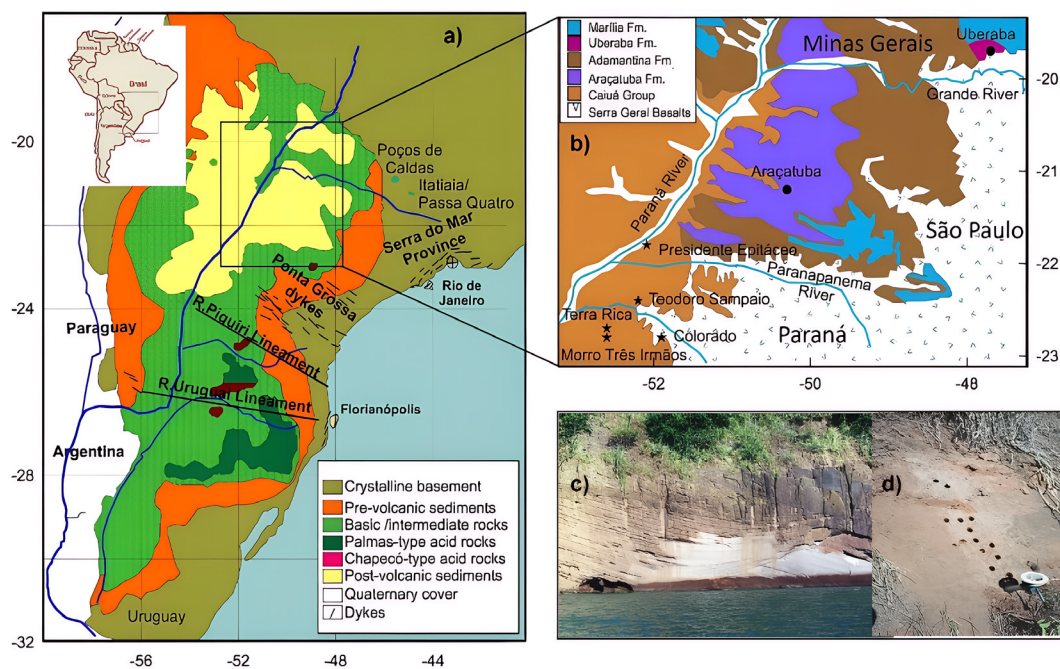 Brasil
a)
-20
-24
-28
-32
-56
-52
-48
-44
Poços de
Caldas
Itatiaia/
Passa Quatro
Serra do Mar
Province
Rio de
Janeiro
Ponta Grossa
dykes
R.Piquiri Lineament
Paraguay
R.Uruguai Lineament
Florianópolis
Argentina
Uruguay
Crystalline basement
Pre-volcanic sediments
Basic /intermediate rocks
Palmas-type acid rocks
Chapecó-type acid rocks
Post-volcanic sediments
Quaternary cover
Dykes
Marília Fm.
Uberaba Fm.
Adamantina Fm
Araçatuba Fm.
Caiuá Group
Serra Geral Basalts
b)
Minas Gerais
Uberaba
Grande River
-20
-21
-22
-23
Araçatuba
Paraná River
São Paulo
Presidente Epitáceo
Paranapanema
River
Teodoro Sampaio
Terra Rica
Colorado
Paraná
Morro Três Irmãos
-52
-50
-48
c)
d)